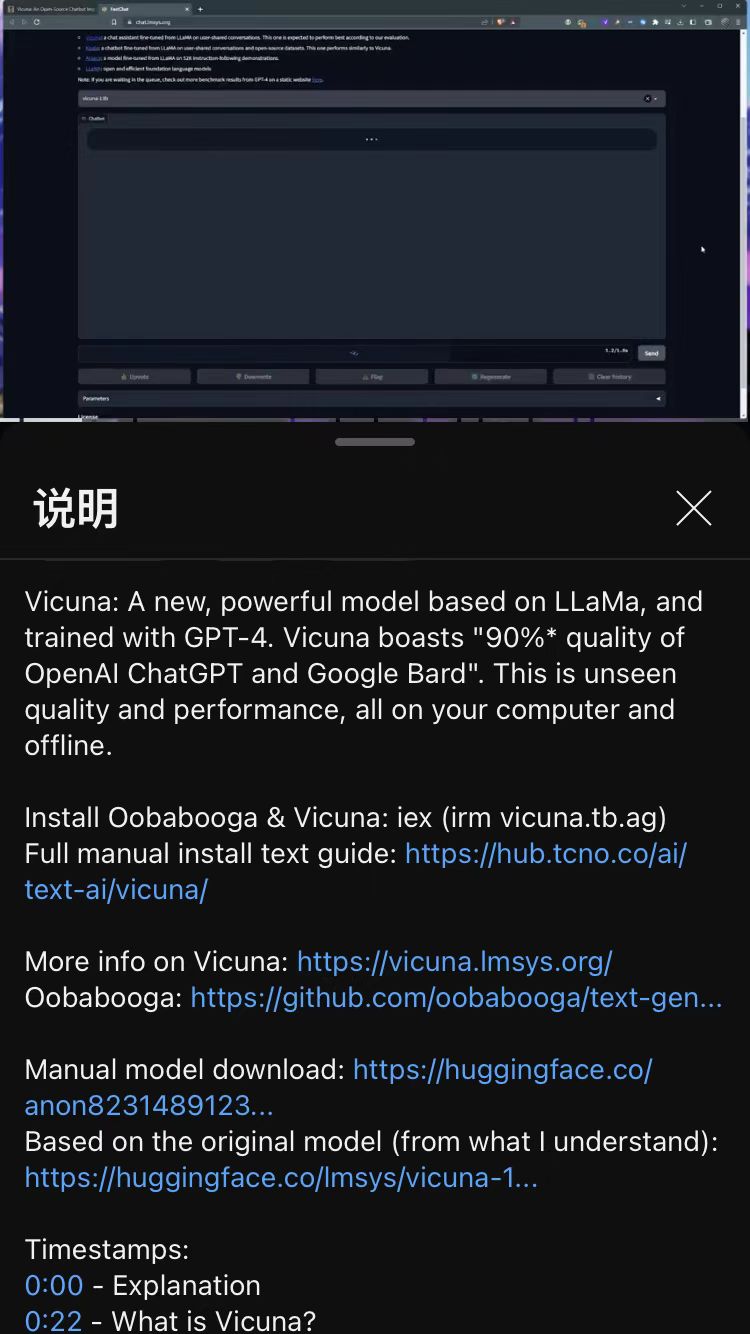 Vicuna: An Open-Source Chatbot Imp
FastChat
chat.lmsys.org
Vicuna: a chat assistant fine-tuned from LLaMA on user-shared conversations. This one is expected to perform best according to our evaluation.
Koala: a chatbot fine-tuned from LLaMA on user-shared conversations and open-source datasets. This one performs similarly to Vicuna.
Alpaca: a model fine-tuned from LLaMA on 52K instruction-following demonstrations.
LLaMA: open and efficient foundation language models
Note: If you are waiting in the queue, check out more benchmark results from GPT-4 on a static website here.
vicuna-13b
Chatbot
1.2/1.8s
Send
Upvote
Downvote
Flag
Regenerate
Clear history
Parameters
License
说明
Vicuna: A new, powerful model based on LLaMa, and
trained with GPT-4. Vicuna boasts "90%* quality of
OpenAI ChatGPT and Google Bard". This is unseen
quality and performance, all on your computer and
offline.
Install Oobabooga & Vicuna: iex (irm vicuna.tb.ag)
Full manual install text guide: https://hub.tcno.co/ai/
text-ai/vicuna/
More info on Vicuna: https://vicuna.lmsys.org/
Oobabooga: https://github.com/oobabooga/text-gen...
Manual model download: https://huggingface.co/
anon8231489123...
Based on the original model (from what I understand):
https://huggingface.co/lmsys/vicuna-1...
Timestamps:
0:00 - Explanation
0:22 - What is Vicuna?